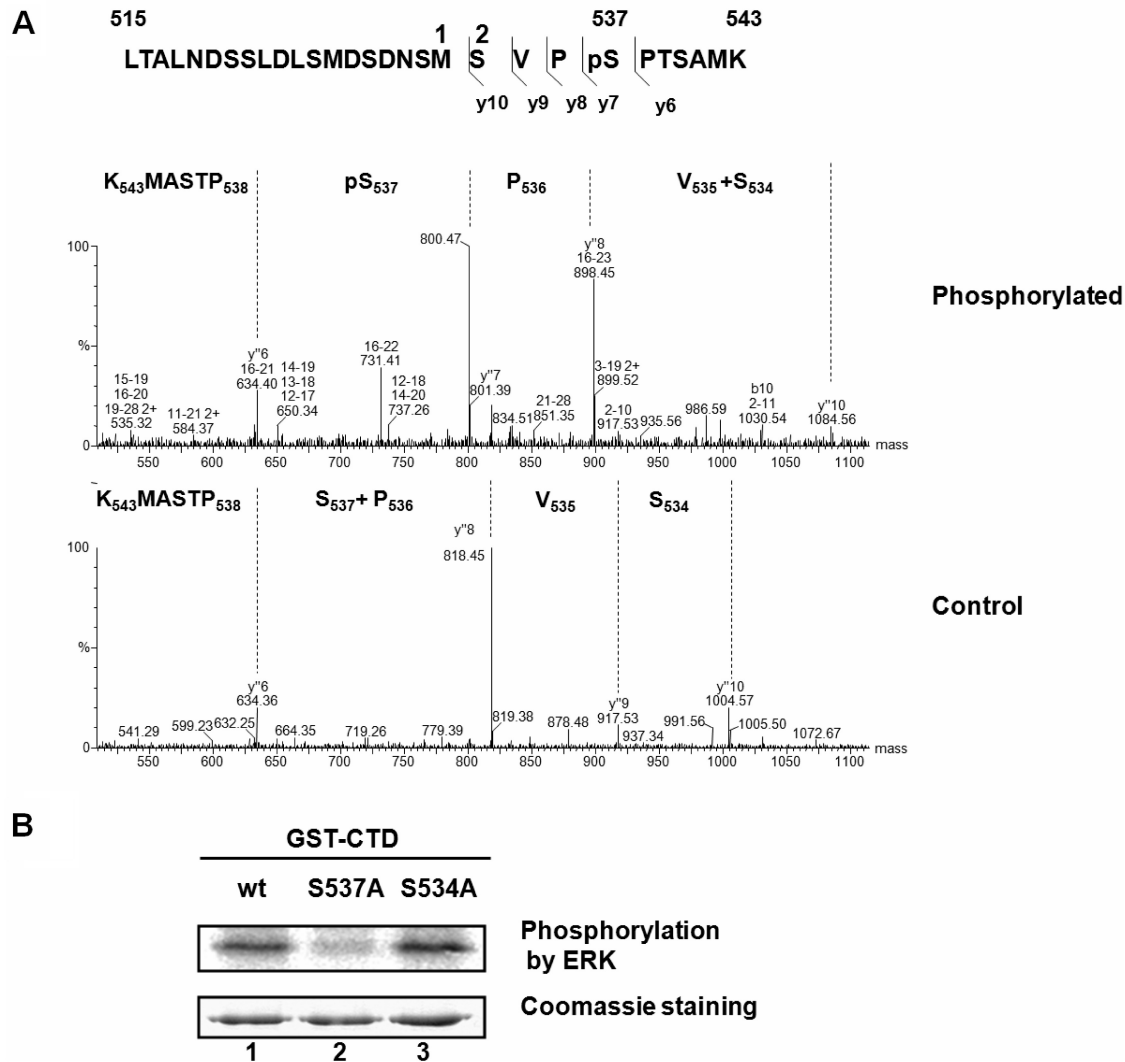 A
515 537 543
1 2
LTALNDSSLDLSMDSDNSM S V P pS PTSAMK
y10 y9 y8 y7 y6
K543MASTP538 pS537 P536 V535 +S534
100
%
800.47
y"8
16-23
898.45
y"6
16-21
634.40
14-19
13-18
12-17
650.34
16-22
731.41
12-18
14-20
737.26
y"7
801.39
3-19 2+
899.52
15-19
16-20
19-28 2+
535.32
11-21 2+
584.37
834.51
21-28
851.35
2-10
917.53
935.56
986.59
b10
2-11
1030.54
y"10
1084.56
550 600 650 700 750 800 850 900 950 1000 1050 1100 mass
Phosphorylated
K543MASTP538 S537+ P536 V535 S534
100
%
y"8
818.45
y"6
634.36
541.29
599.23
632.25
664.35
719.26
779.39
819.38
878.48
y"9
917.53
937.34
991.56
y"10
1004.57
1005.50
1072.67
550 600 650 700 750 800 850 900 950 1000 1050 1100 mass
Control
B
GST-CTD
wt S537A S534A
Phosphorylation
by ERK
Coomassie staining
1 2 3